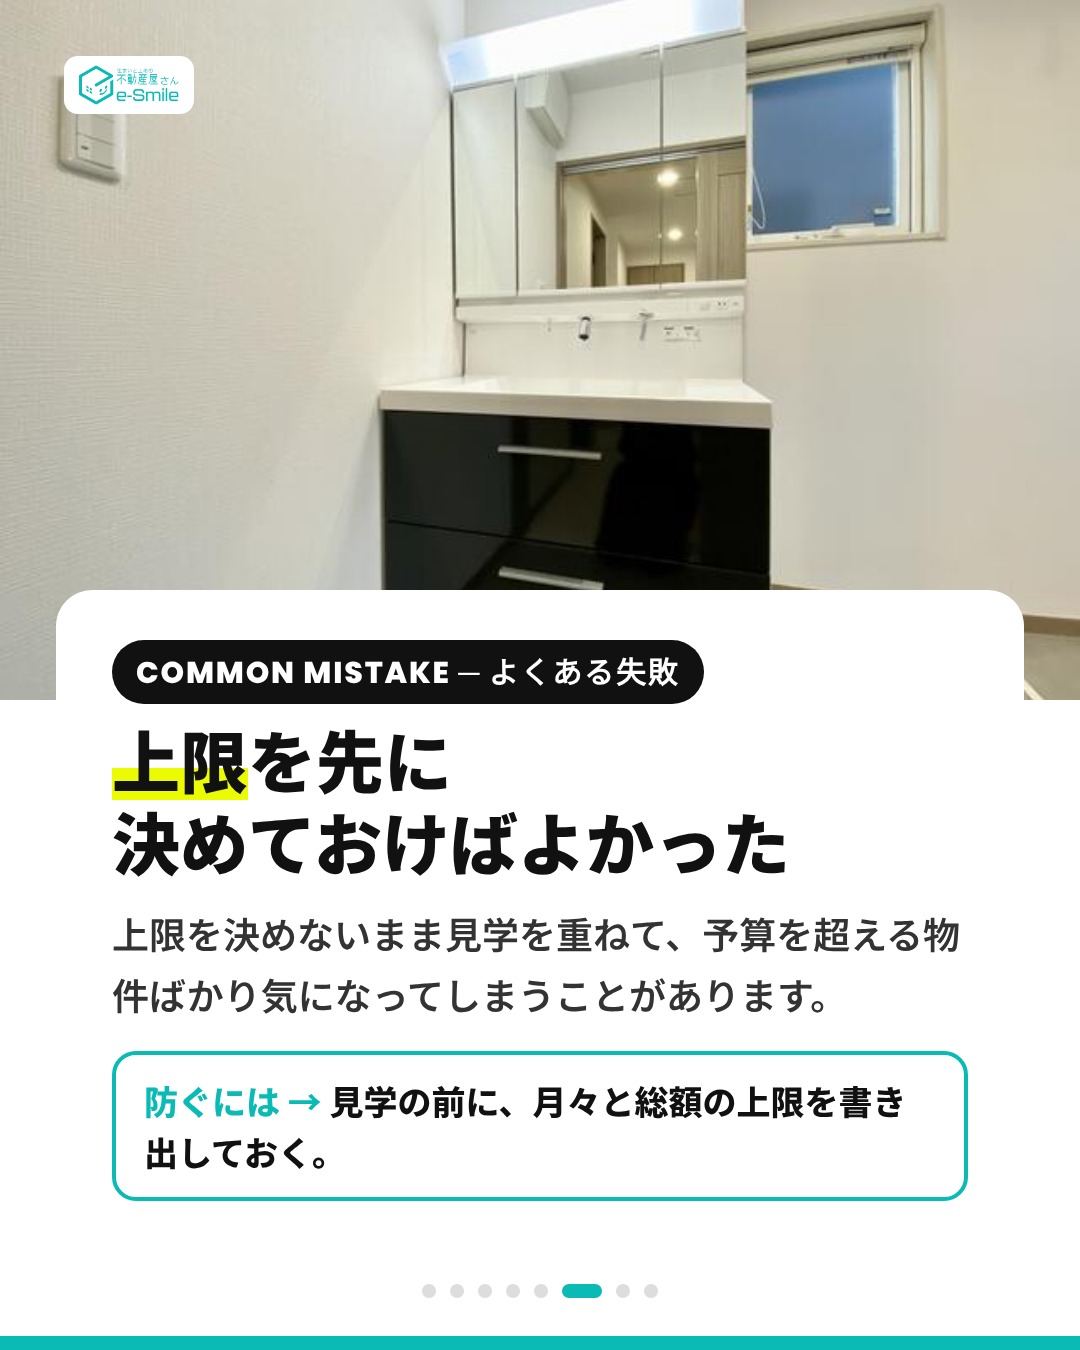 不動産屋さん
e-Smile
COMMON MISTAKE — よくある失敗
上限を先に
決めておけばよかった
上限を決めないまま見学を重ねて、予算を超える物
件ばかり気になってしまうことがあります。
防ぐには → 見学の前に、月々と総額の上限を書き
出しておく。